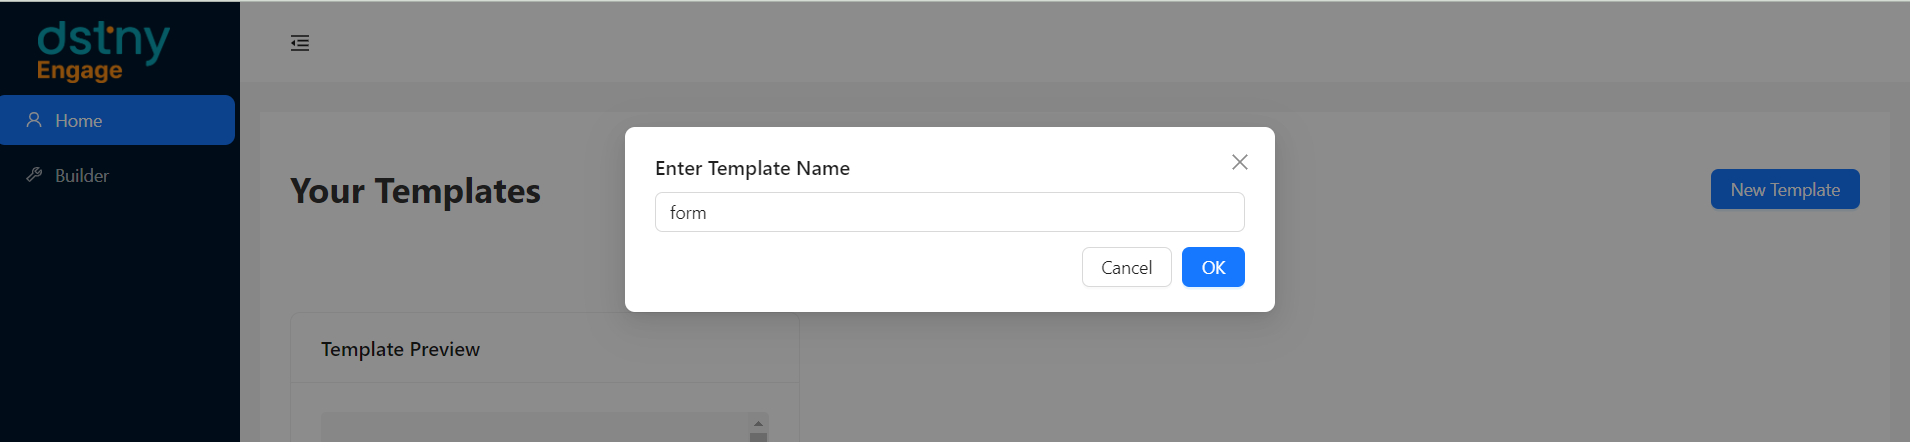 dstny
Engage
Home
Builder
Your Templates
New Template
Enter Template Name
form
Cancel
OK
Template Preview